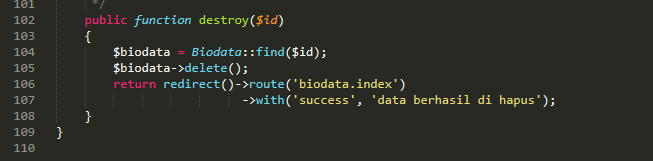 101 */
102 public function destroy($id)
103 {
104 $biodata = Biodata::find($id);
105 $biodata->delete();
106 return redirect()->route('biodata.index')
107 ->with('success', 'data berhasil di hapus');
108 }
109 }
110